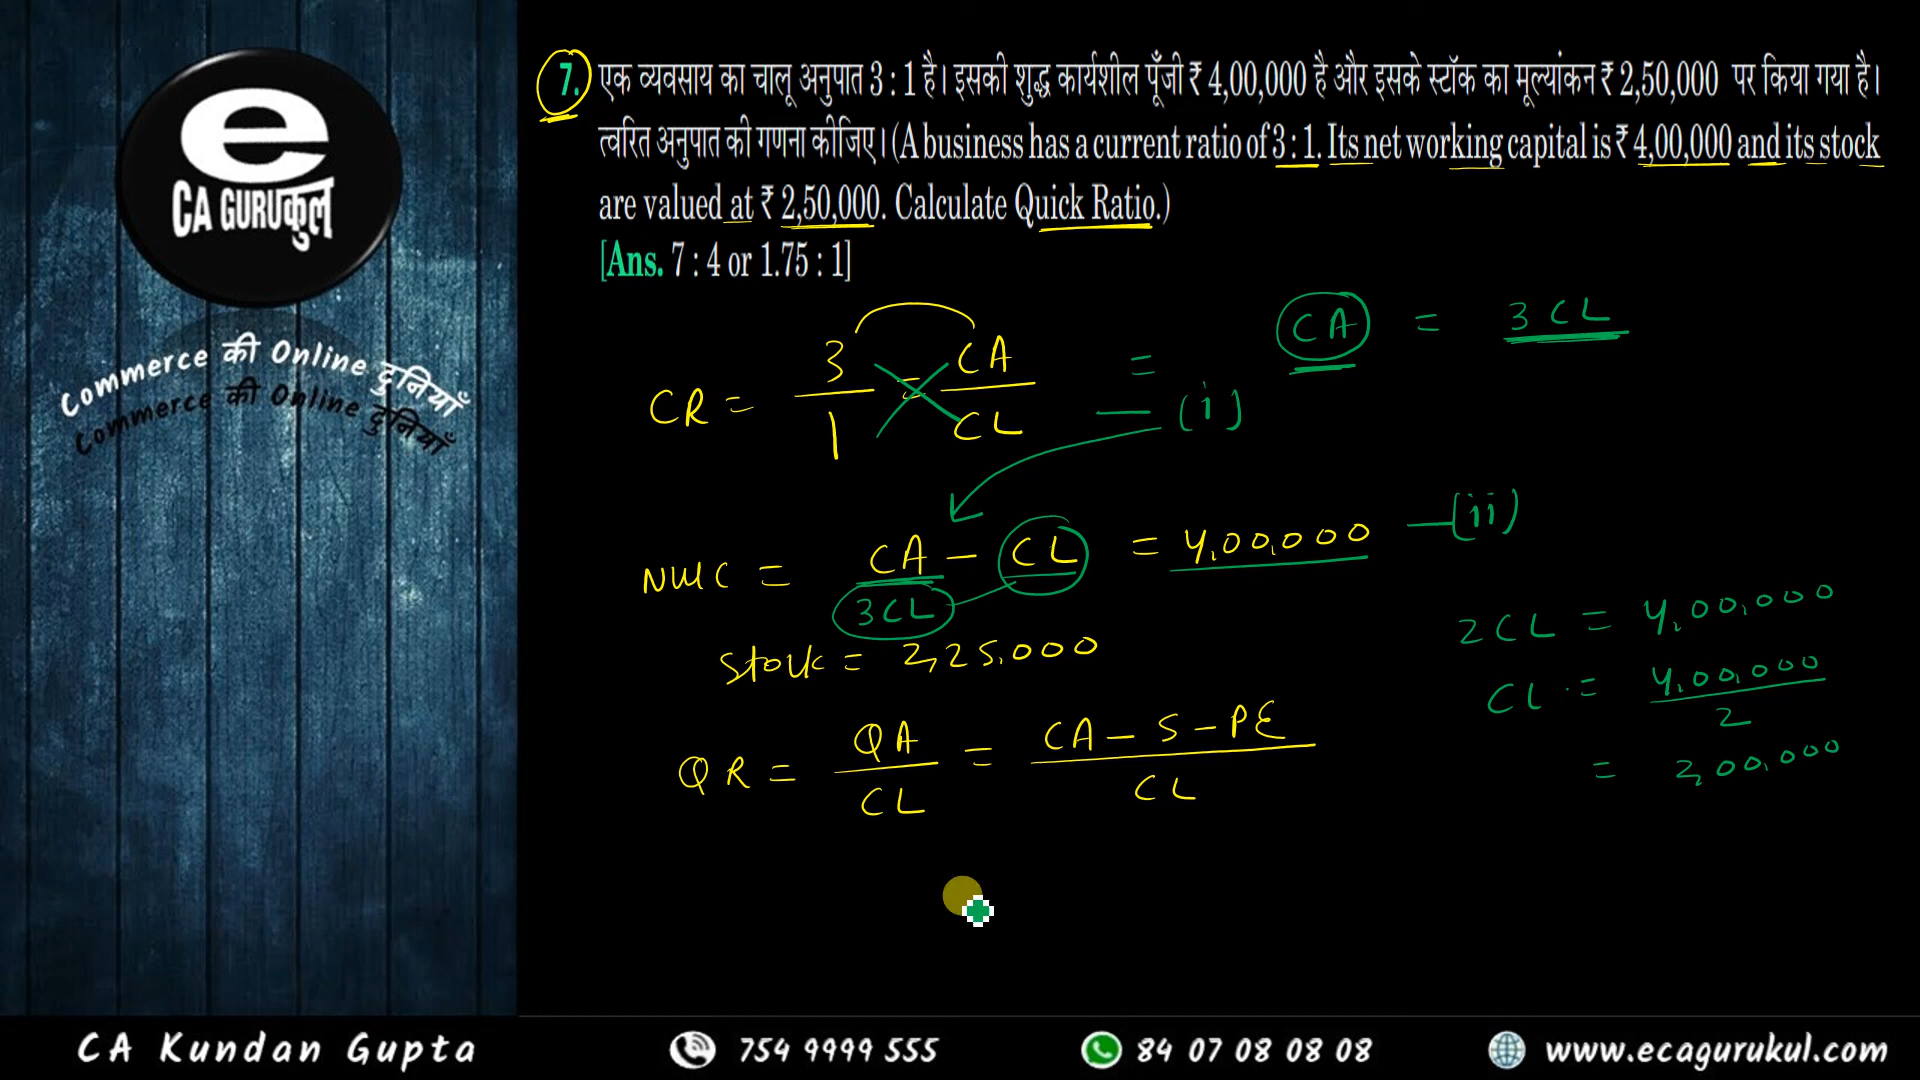 e
CA GURUकुल
Commerce की Online दुनियाँ
7. एक व्यवसाय का चालू अनुपात 3 : 1 है। इसकी शुद्ध कार्यशील पूँजी ₹ 4,00,000 है और इसके स्टॉक का मूल्यांकन ₹ 2,50,000 पर किया गया है।
त्वरित अनुपात की गणना कीजिए। (A business has a current ratio of 3 : 1. Its net working capital is ₹ 4,00,000 and its stock
are valued at ₹ 2,50,000. Calculate Quick Ratio.)
[Ans. 7 : 4 or 1.75 : 1]
CR = 3/1 = CA/CL = CA = 3 CL
— (i)
NWC = CA - CL = 4,00,000 — (ii)
3CL
Stock = 2,25,000
QR = QA/CL = CA - S - PE/CL
2CL = 4,00,000
CL = 4,00,000/2
= 2,00,000
CA Kundan Gupta
754 9999 555
84 07 08 08 08
www.ecagurukul.com